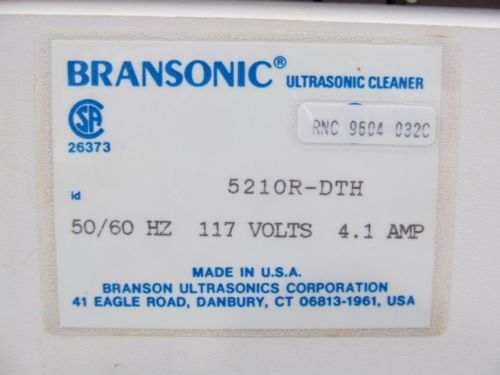 BRANSONIC® ULTRASONIC CLEANER
SA
26373
RNC 9604 032C
id 5210R-DTH
50/60 HZ 117 VOLTS 4.1 AMP
MADE IN U.S.A.
BRANSON ULTRASONICS CORPORATION
41 EAGLE ROAD, DANBURY, CT 06813-1961, USA